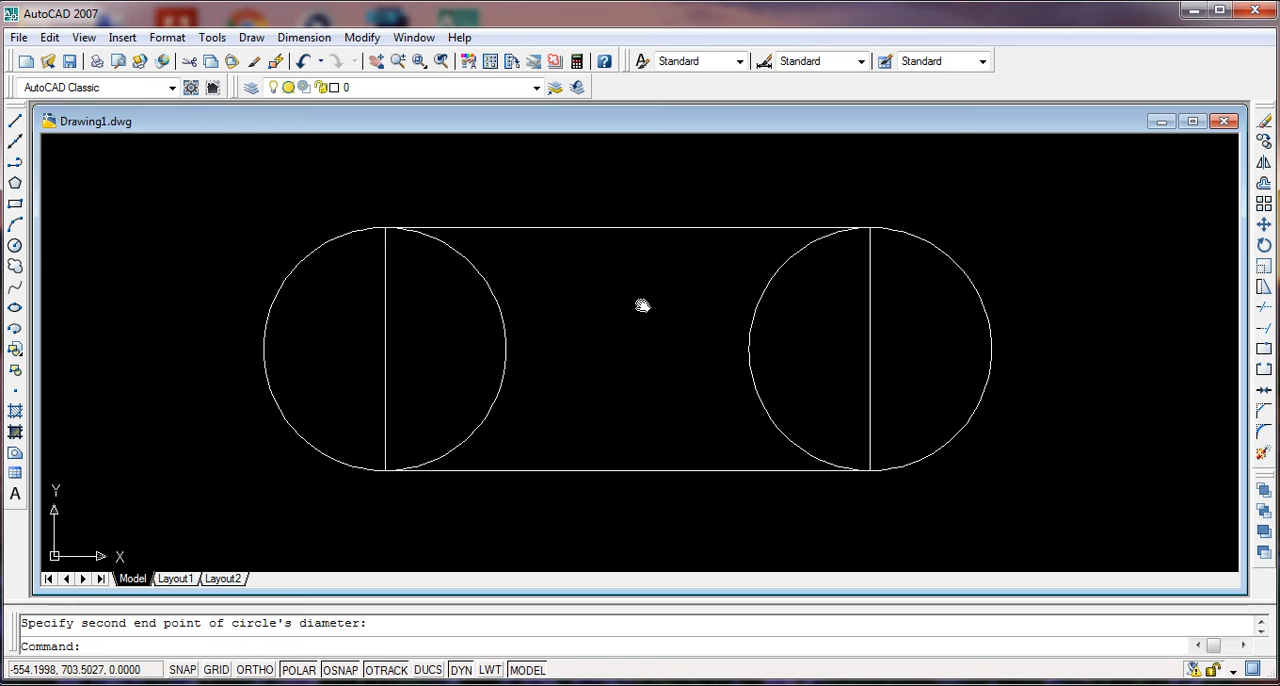 AutoCAD 2007
File Edit View Insert Format Tools Draw Dimension Modify Window Help
Standard Standard Standard
AutoCAD Classic 0
Drawing1.dwg
A
Y
X
Model Layout1 Layout2
Specify second end point of circle's diameter:
Command:
-554.1998, 703.5027, 0.0000 SNAP GRID ORTHO POLAR OSNAP OTRACK DUCS DYN LWT MODEL